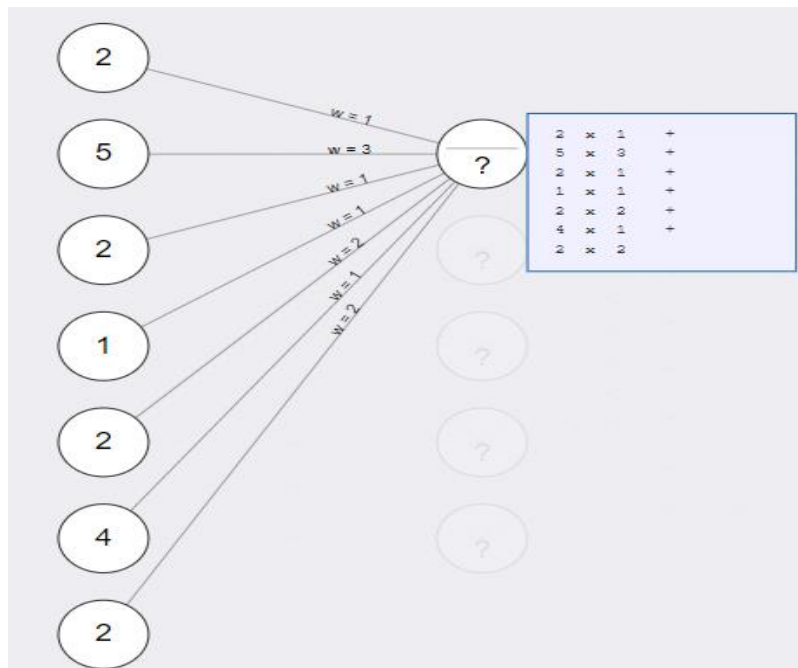 2
5
2
1
2
4
2
w = 1
w = 3
w = 1
w = 1
w = 2
w = 1
w = 2
?
?
?
?
?
2 x 1 +
5 x 3 +
2 x 1 +
1 x 1 +
2 x 2 +
4 x 1 +
2 x 2